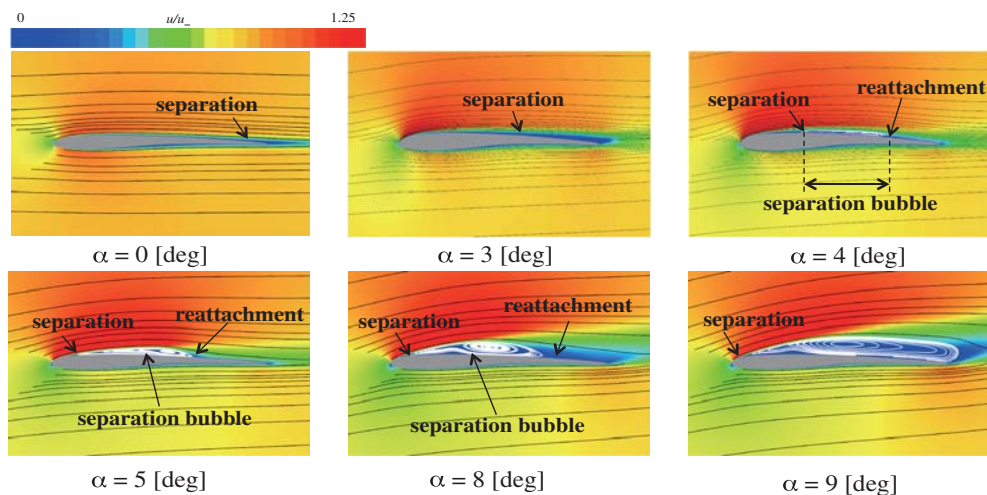 0 u/u∞ 1.25
separation
α = 0 [deg]
separation
α = 3 [deg]
separation
reattachment
separation bubble
α = 4 [deg]
separation
reattachment
separation bubble
α = 5 [deg]
separation
reattachment
separation bubble
α = 8 [deg]
separation
α = 9 [deg]